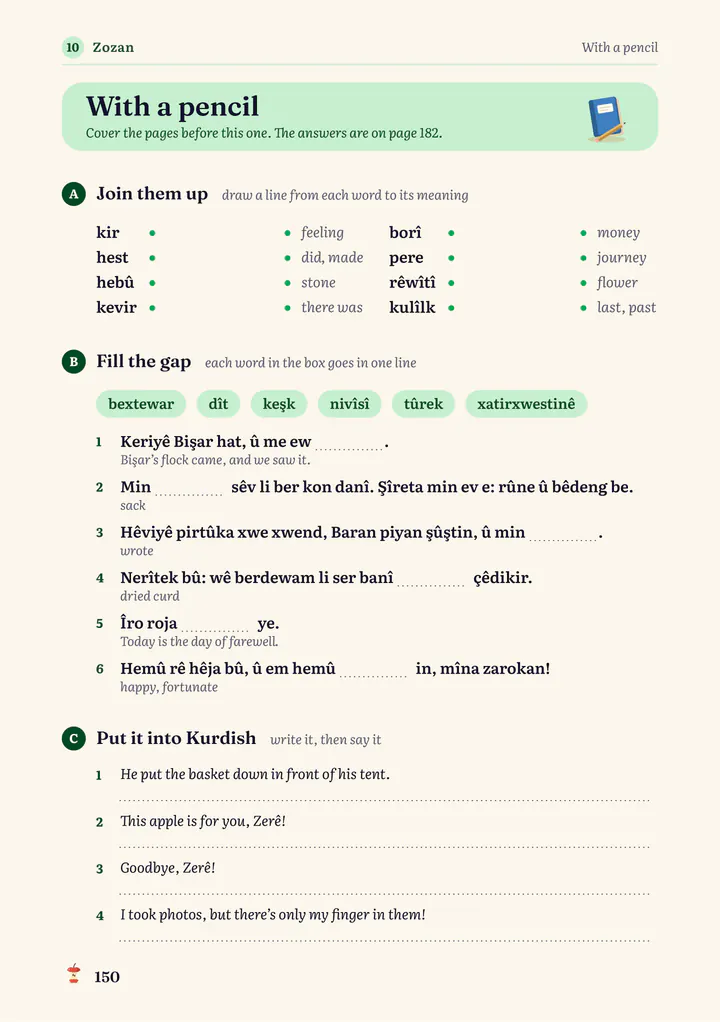 10 Zozan
With a pencil
With a pencil
Cover the pages before this one. The answers are on page 182.
A Join them up draw a line from each word to its meaning
kir feeling borî money
hest did, made pere journey
hebû stone rêwîtî flower
kevir there was kulîlk last, past
B Fill the gap each word in the box goes in one line
bextewar dît keşk nivîsî tûrek xatirxwestinê
1 Keriyê Bişar hat, û me ew .
Bişar’s flock came, and we saw it.
2 Min sêv li ber kon danî. Şîreta min ev e: rûne û bêdeng be.
sack
3 Hêviyê pirtûka xwe xwend, Baran piyan şûştin, û min .
wrote
4 Nerîtek bû: wê berdewam li ser banî çêdikir.
dried curd
5 Îro roja ye.
Today is the day of farewell.
6 Hemû rê hêja bû, û em hemû in, mîna zarokan!
happy, fortunate
C Put it into Kurdish write it, then say it
1 He put the basket down in front of his tent.
2 This apple is for you, Zerê!
3 Goodbye, Zerê!
4 I took photos, but there’s only my finger in them!
150